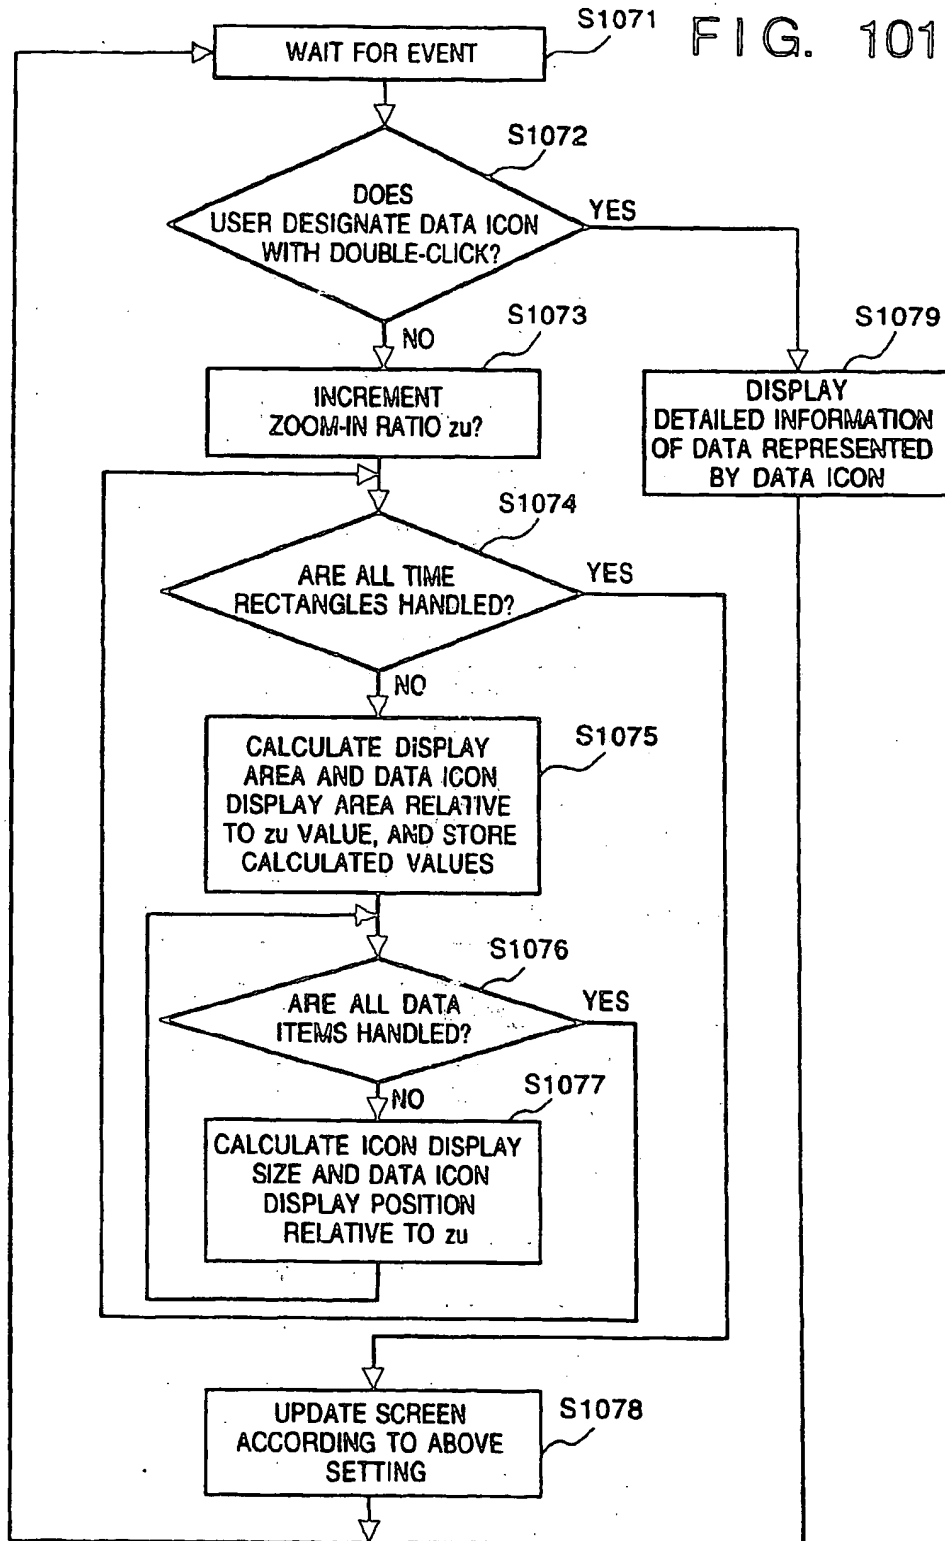 FIG. 101
S1071
WAIT FOR EVENT
S1072
DOES
USER DESIGNATE DATA ICON
WITH DOUBLE-CLICK?
YES
NO
S1073
INCREMENT
ZOOM-IN RATIO zu?
S1079
DISPLAY
DETAILED INFORMATION
OF DATA REPRESENTED
BY DATA ICON
S1074
ARE ALL TIME
RECTANGLES HANDLED?
YES
NO
S1075
CALCULATE DISPLAY
AREA AND DATA ICON
DISPLAY AREA RELATIVE
TO zu VALUE, AND STORE
CALCULATED VALUES
S1076
ARE ALL DATA
ITEMS HANDLED?
YES
NO
S1077
CALCULATE ICON DISPLAY
SIZE AND DATA ICON
DISPLAY POSITION
RELATIVE TO zu
S1078
UPDATE SCREEN
ACCORDING TO ABOVE
SETTING